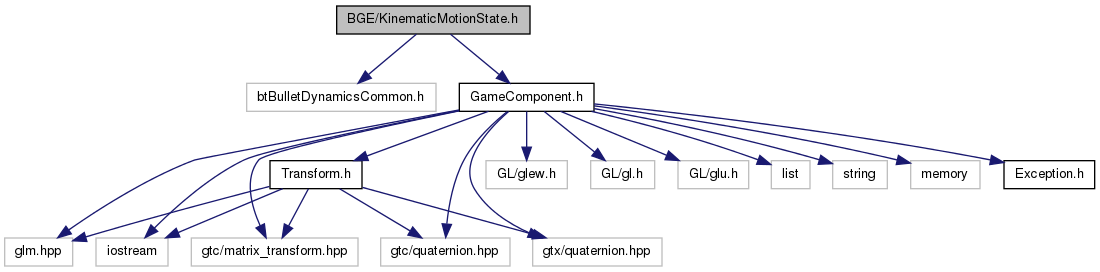 BGE/KinematicMotionState.h
btBulletDynamicsCommon.h
GameComponent.h
Transform.h
GL/glew.h
GL/gl.h
GL/glu.h
list
string
memory
Exception.h
glm.hpp
iostream
gtc/matrix_transform.hpp
gtc/quaternion.hpp
gtx/quaternion.hpp